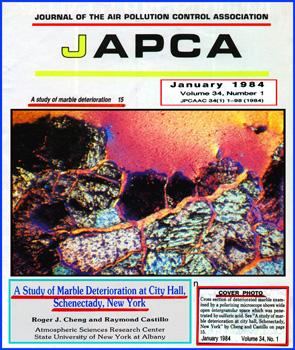 JOURNAL OF THE AIR POLLUTION CONTROL ASSOCIATION
JAPCA
January 1984
Volume 34, Number 1
JPCAAC 34(1) 1-98 (1984)
A study of marble deterioration 15
A Study of Marble Deterioration at City Hall,
Schenectady, New York
Roger J. Cheng and Raymond Castillo
Atmospheric Sciences Research Center
State University of New York at Albany
COVER PHOTO
Cross section of deteriorated marble examined
by a polarizing microscope shows wide
open intergranular space which was penetrated
by sulfuric acid. See "A study of marble
deterioration at city hall, Schenectady,
New York" by Cheng and Castillo on page
15.
January 1984 Volume 34, No. 1